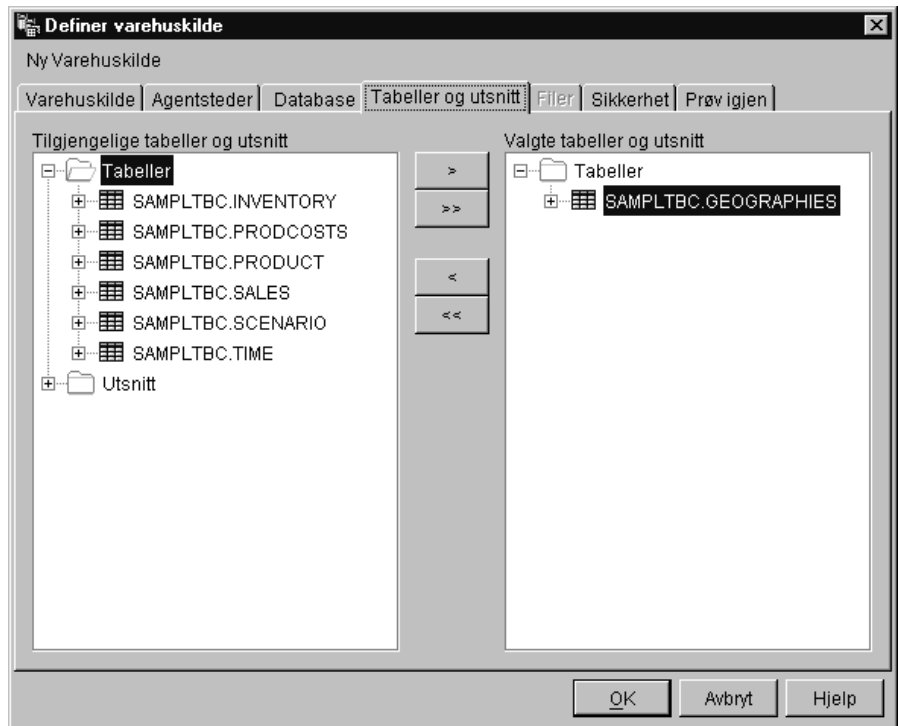 Definer varehuskilde
Ny Varehuskilde
Varehuskilde Agentsteder Database Tabeller og utsnitt Filer Sikkerhet Prøv igjen
Tilgjengelige tabeller og utsnitt
Tabeller
SAMPLTBC.INVENTORY
SAMPLTBC.PRODCOSTS
SAMPLTBC.PRODUCT
SAMPLTBC.SALES
SAMPLTBC.SCENARIO
SAMPLTBC.TIME
Utsnitt
>
>>
<
<<
Valgte tabeller og utsnitt
Tabeller
SAMPLTBC.GEOGRAPHIES
OK Avbryt Hjelp